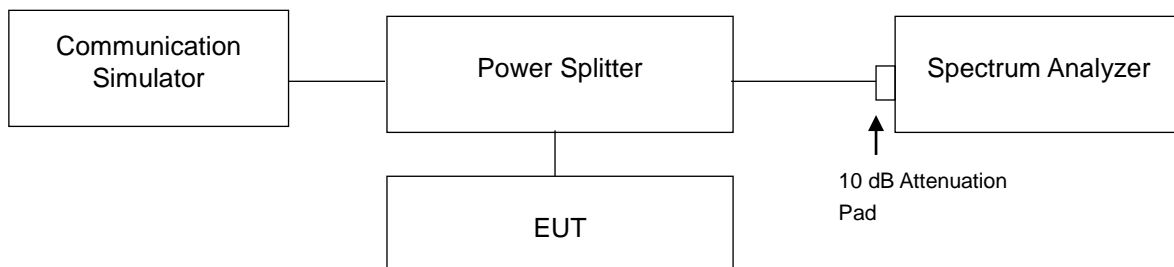 Communication
Simulator
Power Splitter
Spectrum Analyzer
10 dB Attenuation
Pad
EUT